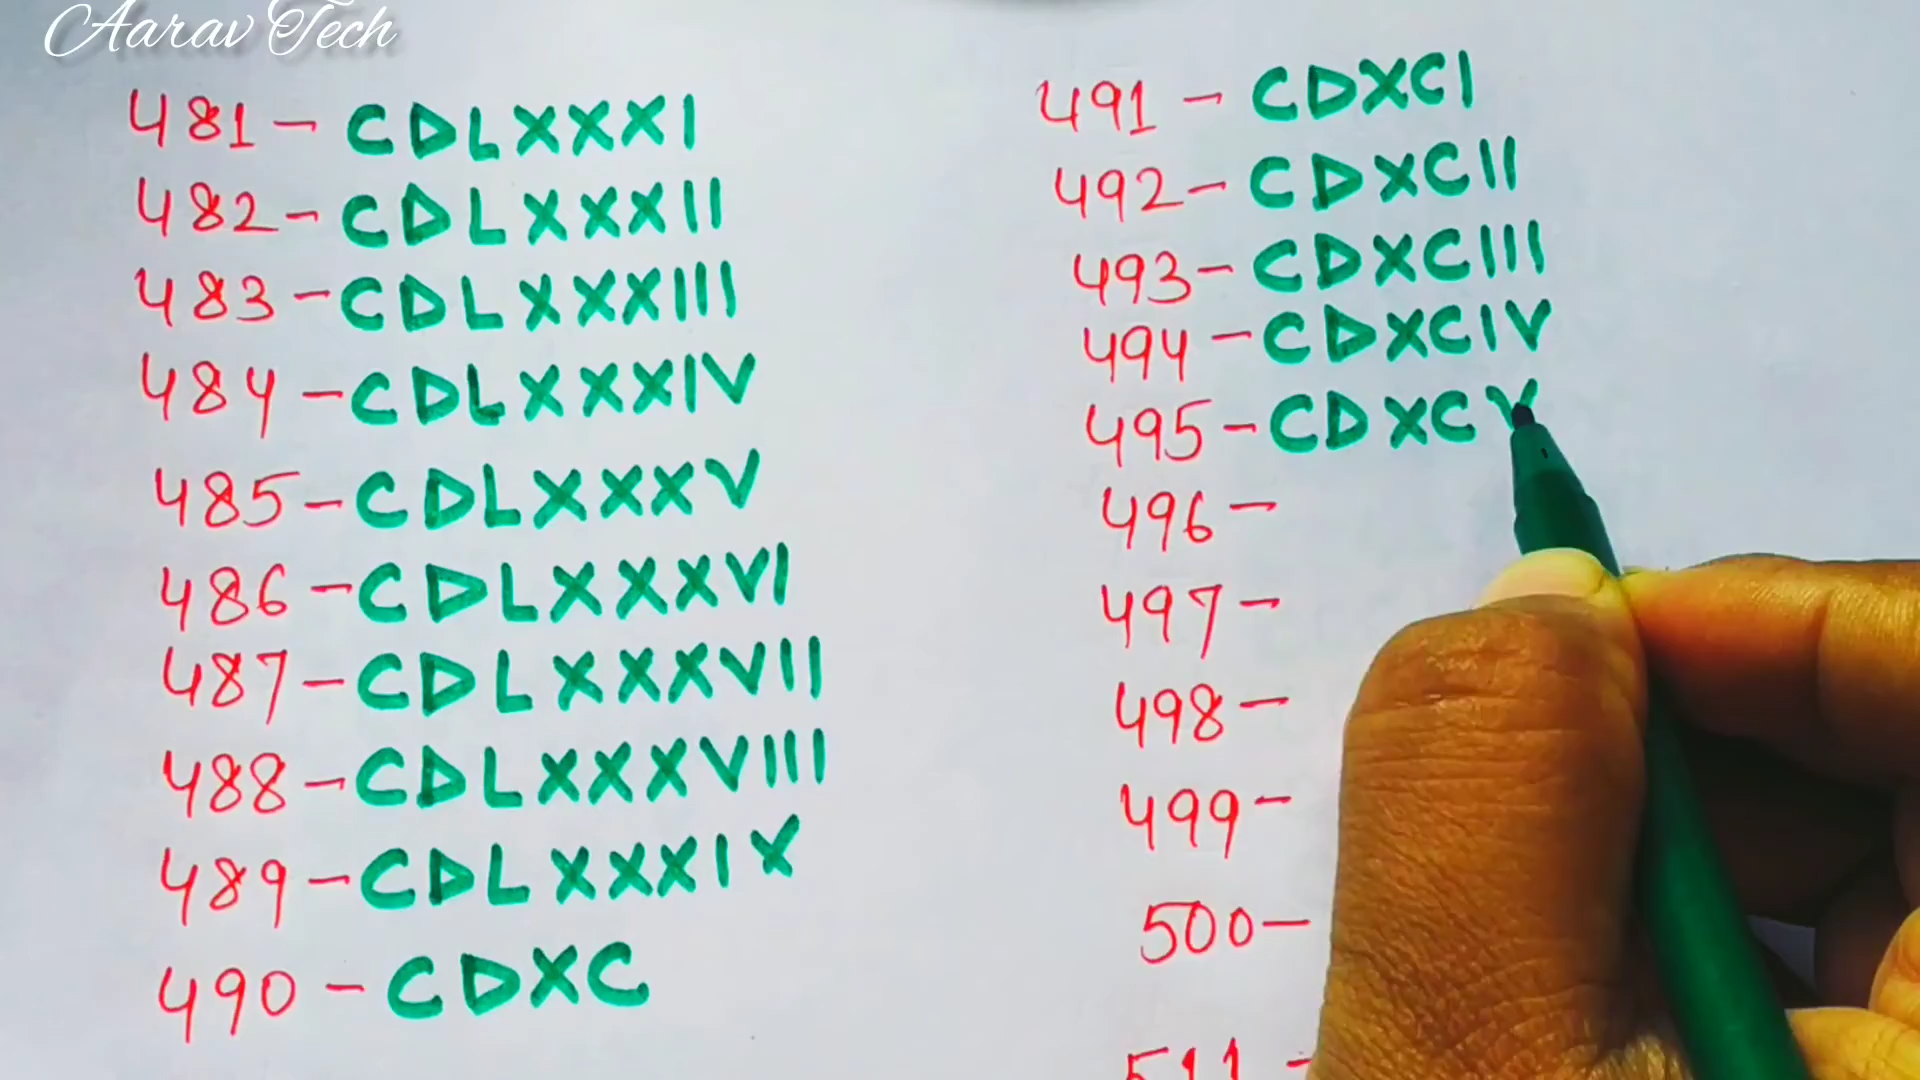 Aarav Tech
481 - CDLXXXI
482 - CDLXXXII
483 - CDLXXXIII
484 - CDLXXXIV
485 - CDLXXXV
486 - CDLXXXVI
487 - CDLXXXVII
488 - CDLXXXVIII
489 - CDLXXXIX
490 - CDXC
491 - CDXCI
492 - CDXCII
493 - CDXCIII
494 - CDXCIV
495 - CDXCV
496 -
497 -
498 -
499 -
500 -
511 -